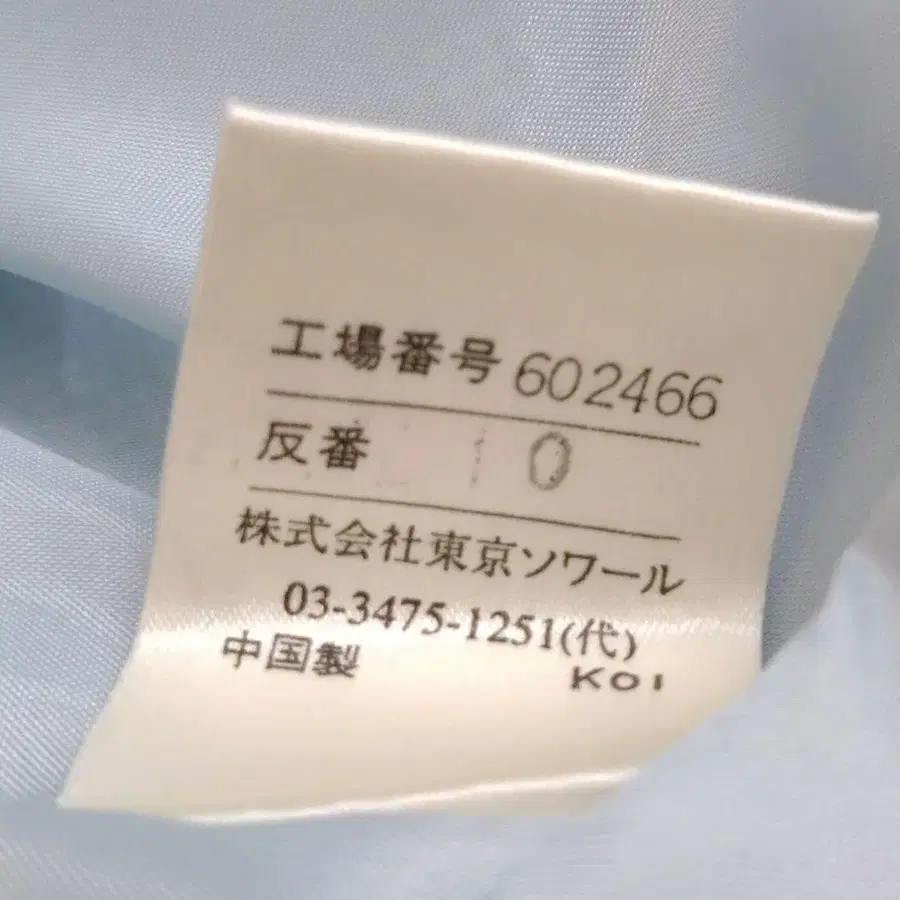 工場番号 602466
反番 10
株式会社東京ソワール
03-3475-1251(代)
中国製 K01